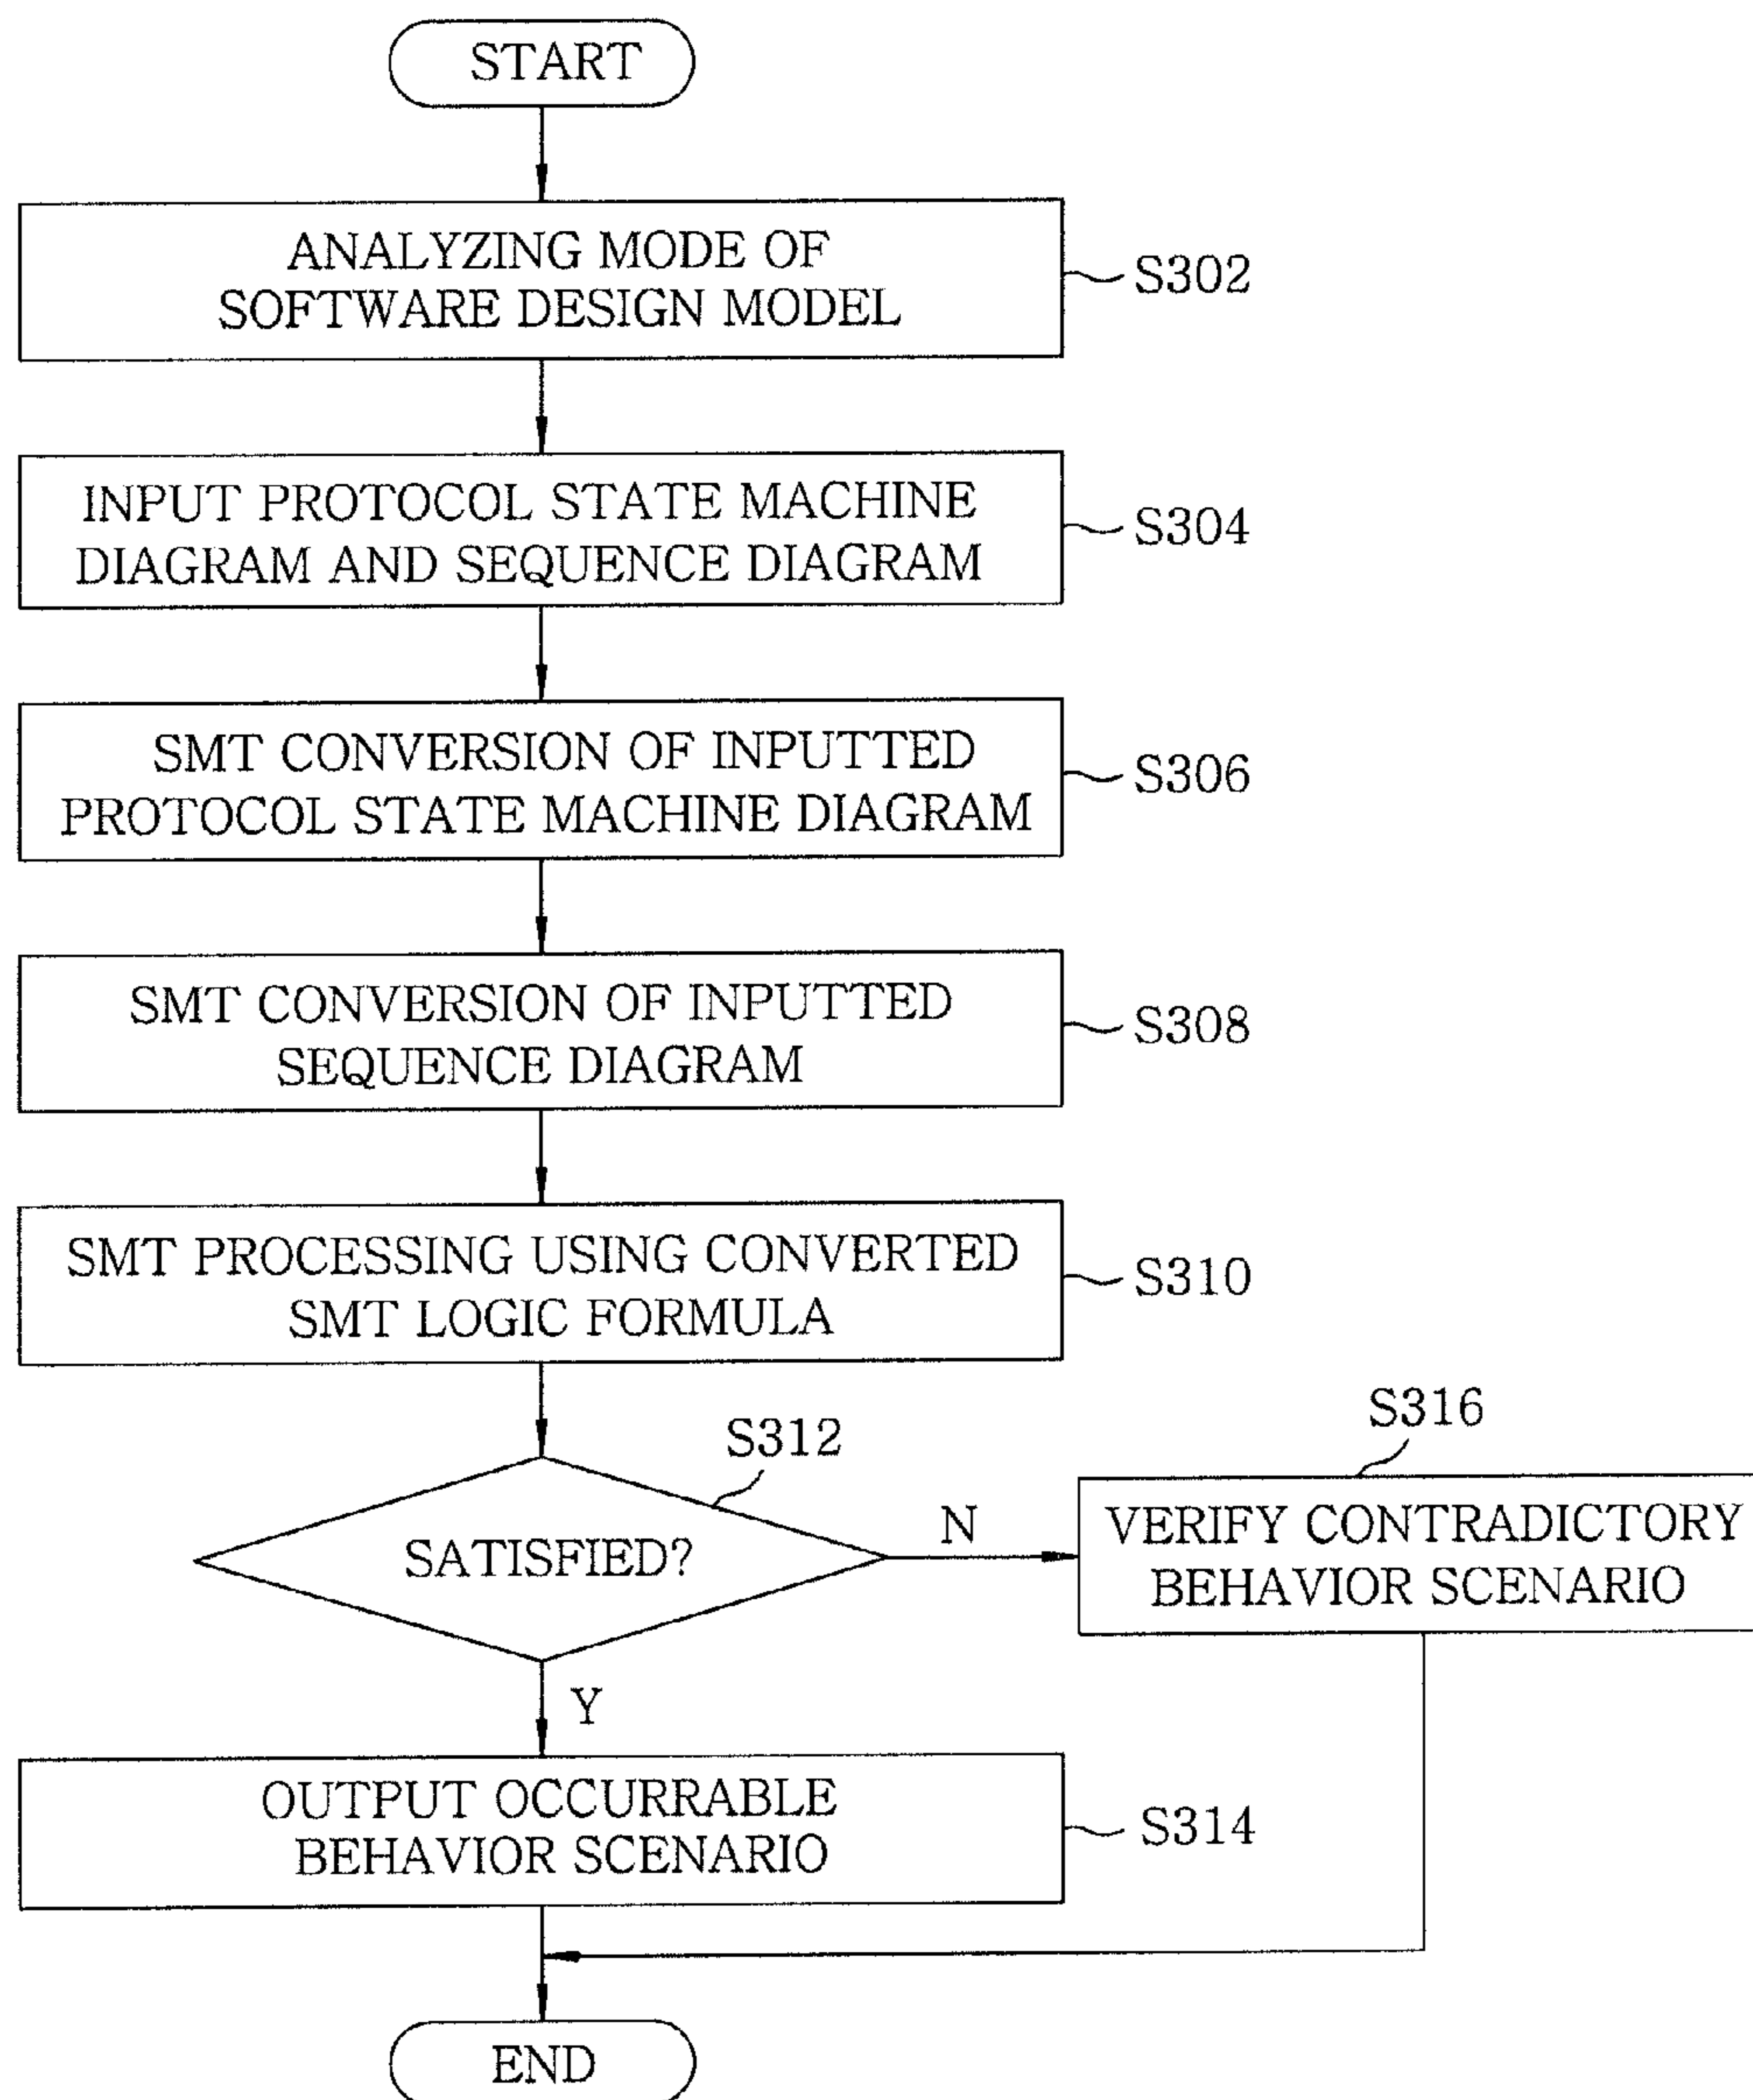 START
ANALYZING MODE OF
SOFTWARE DESIGN MODEL
S302
INPUT PROTOCOL STATE MACHINE
DIAGRAM AND SEQUENCE DIAGRAM
S304
SMT CONVERSION OF INPUTTED
PROTOCOL STATE MACHINE DIAGRAM
S306
SMT CONVERSION OF INPUTTED
SEQUENCE DIAGRAM
S308
SMT PROCESSING USING CONVERTED
SMT LOGIC FORMULA
S310
S312
SATISFIED?
N
S316
VERIFY CONTRADICTORY
BEHAVIOR SCENARIO
Y
OUTPUT OCCURRABLE
BEHAVIOR SCENARIO
S314
END